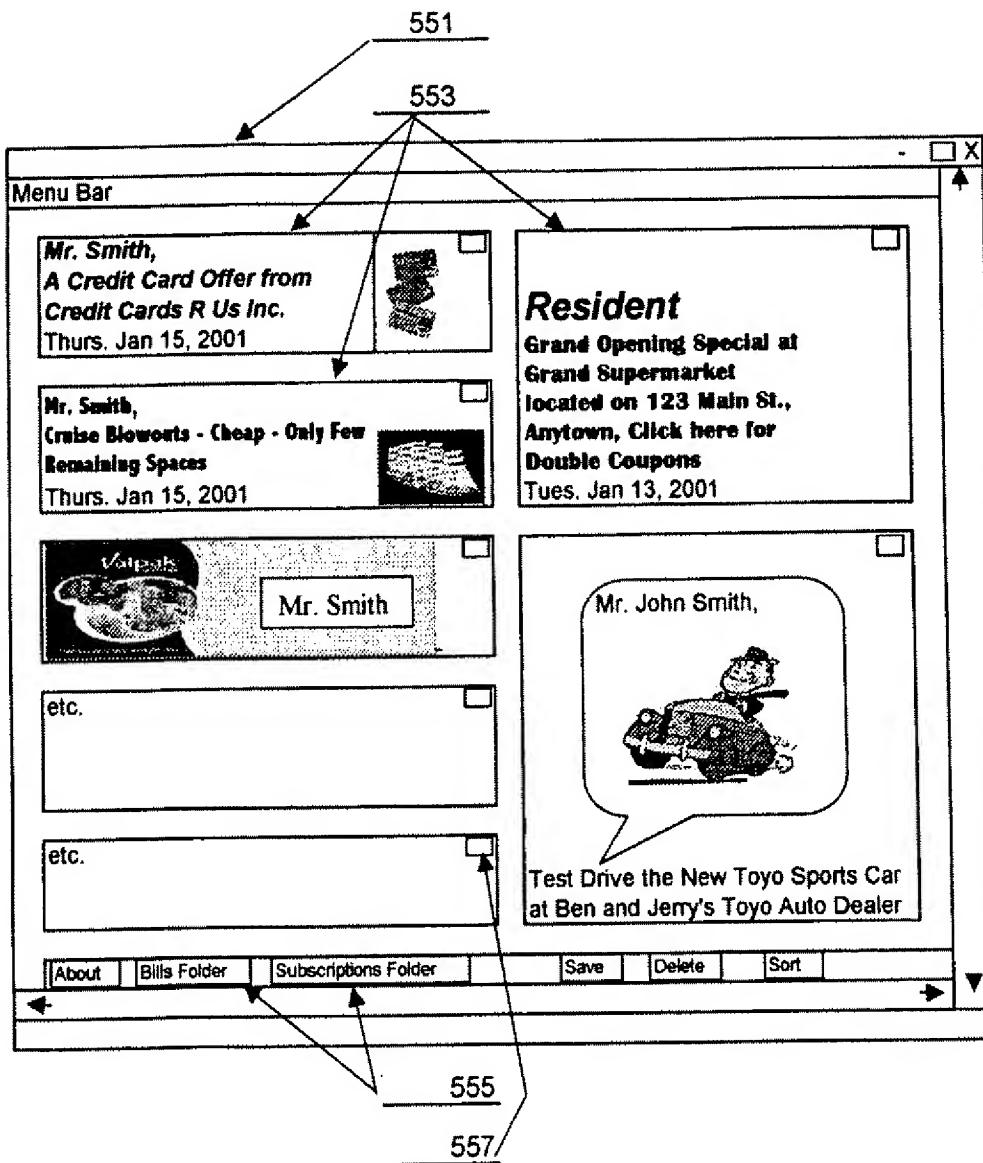 551
553
- X
Menu Bar
Mr. Smith,
A Credit Card Offer from
Credit Cards R Us Inc.
Thurs. Jan 15, 2001
Resident
Grand Opening Special at
Grand Supermarket
located on 123 Main St.,
Anytown, Click here for
Double Coupons
Tues. Jan 13, 2001
Mr. Smith,
Cruise Blowouts - Cheap - Only Few
Remaining Spaces
Thurs. Jan 15, 2001
Valpak
Mr. Smith
Mr. John Smith,
Test Drive the New Toyo Sports Car
at Ben and Jerry's Toyo Auto Dealer
etc.
etc.
About Bills Folder Subscriptions Folder Save Delete Sort
555
557